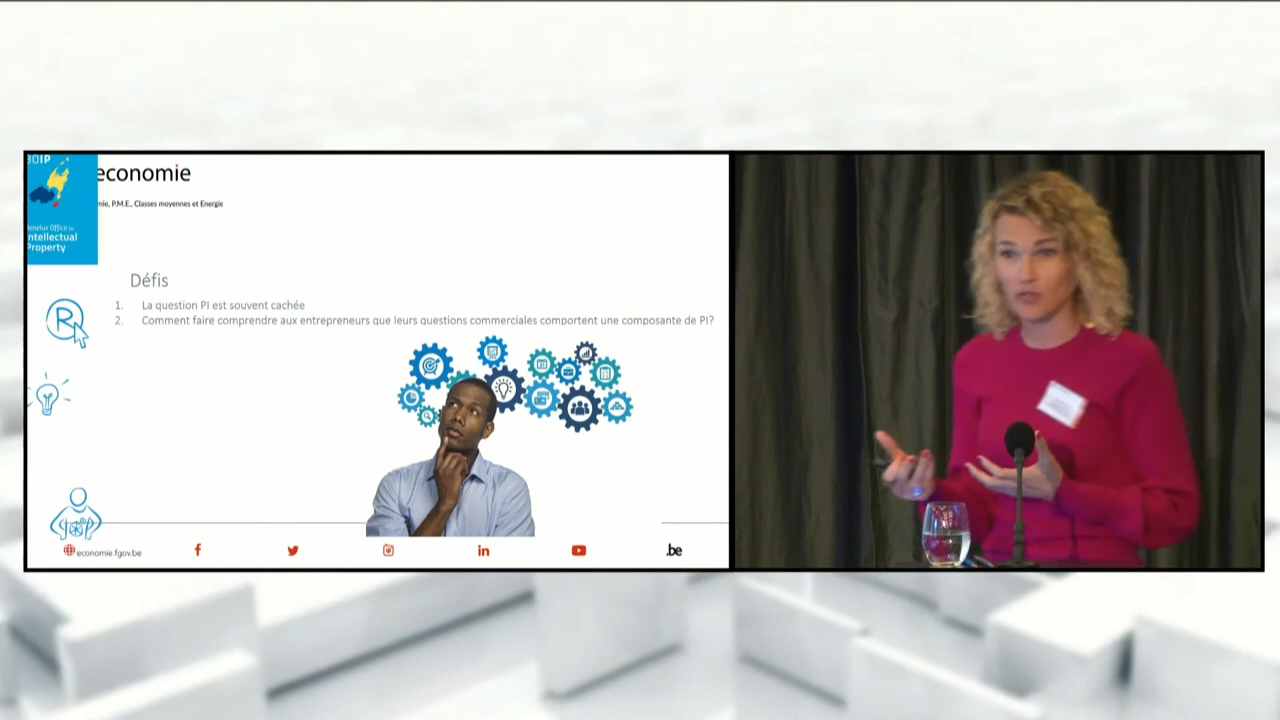 BOIP
economie
mie, P.M.E., Classes moyennes et Energie
Benelux Office for
Intellectual
Property
Défis
1. La question PI est souvent cachée
2. Comment faire comprendre aux entrepreneurs que leurs questions commerciales comportent une composante de PI?
R
economie.fgov.be
.be